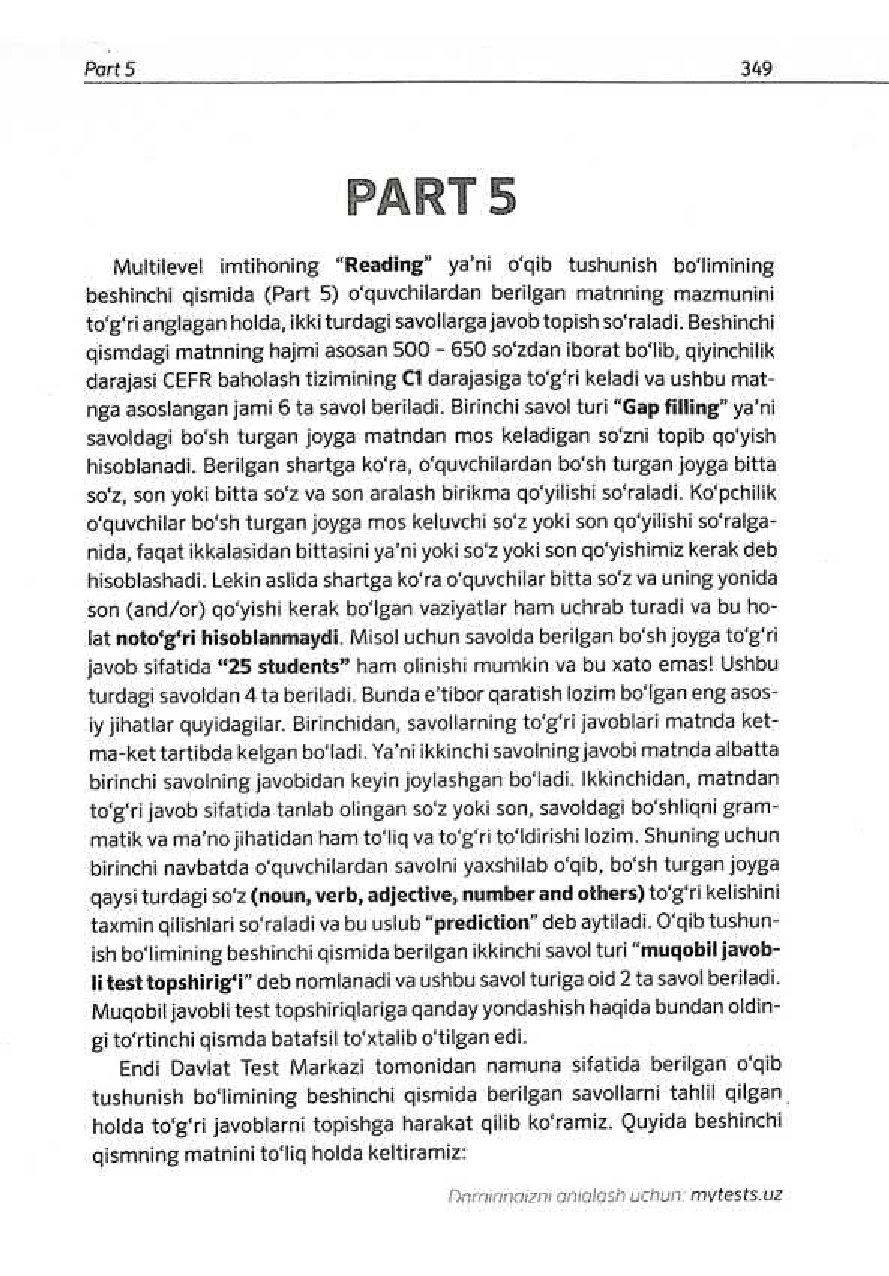 Part 5 349
PART 5
Multilevel imtihoning "Reading" ya'ni o'qib tushunish bo'limining
beshinchi qismida (Part 5) o'quvchilardan berilgan matnning mazmunini
to'g'ri anglagan holda, ikki turdagi savollarga javob topish so'raladi. Beshinchi
qismdagi matnning hajmi asosan 500 – 650 so'zdan iborat bo'lib, qiyinchilik
darajasi CEFR baholash tizimining C1 darajasiga to'g'ri keladi va ushbu mat-
nga asoslangan jami 6 ta savol beriladi. Birinchi savol turi "Gap filling" ya'ni
savoldagi bo'sh turgan joyga matndan mos keladigan so'zni topib qo'yish
hisoblanadi. Berilgan shartga ko'ra, o'quvchilardan bo'sh turgan joyga bitta
so'z, son yoki bitta so'z va son aralash birikma qo'yilishi so'raladi. Ko'pchilik
o'quvchilar bo'sh turgan joyga mos keluvchi so'z yoki son qo'yilishi so'ralga-
nida, faqat ikkalasidan bittasini ya'ni yoki so'z yoki son qo'yishimiz kerak deb
hisoblashadi. Lekin aslida shartga ko'ra o'quvchilar bitta so'z va uning yonida
son (and/or) qo'yishi kerak bo'lgan vaziyatlar ham uchrab turadi va bu ho-
lat noto'g'ri hisoblanmaydi. Misol uchun savolda berilgan bo'sh joyga to'g'ri
javob sifatida "25 students" ham olinishi mumkin va bu xato emas! Ushbu
turdagi savoldan 4 ta beriladi. Bunda e'tibor qaratish lozim bo'lgan eng asos-
iy jihatlar quyidagilar. Birinchidan, savollarning to'g'ri javoblari matnda ket-
ma-ket tartibda kelgan bo'ladi. Ya'ni ikkinchi savolning javobi matnda albatta
birinchi savolning javobidan keyin joylashgan bo'ladi. Ikkinchidan, matndan
to'g'ri javob sifatida tanlab olingan so'z yoki son, savoldagi bo'shliqni gram-
matik va ma'no jihatidan ham to'liq va to'g'ri to'ldirishi lozim. Shuning uchun
birinchi navbatda o'quvchilardan savolni yaxshilab o'qib, bo'sh turgan joyga
qaysi turdagi so'z (noun, verb, adjective, number and others) to'g'ri kelishini
taxmin qilishlari so'raladi va bu uslub "prediction" deb aytiladi. O'qib tushun-
ish bo'limining beshinchi qismida berilgan ikkinchi savol turi "muqobil javob-
li test topshirig'i" deb nomlanadi va ushbu savol turiga oid 2 ta savol beriladi.
Muqobil javobli test topshiriqlariga qanday yondashish haqida bundan oldin-
gi to'rtinchi qismda batafsil to'xtalib o'tilgan edi.
Endi Davlat Test Markazi tomonidan namuna sifatida berilgan o'qib
tushunish bo'limining beshinchi qismida berilgan savollarni tahlil qilgan
holda to'g'ri javoblarni topishga harakat qilib ko'ramiz. Quyida beshinchi
qismning matnini to'liq holda keltiramiz:
uchun: mytests.uz